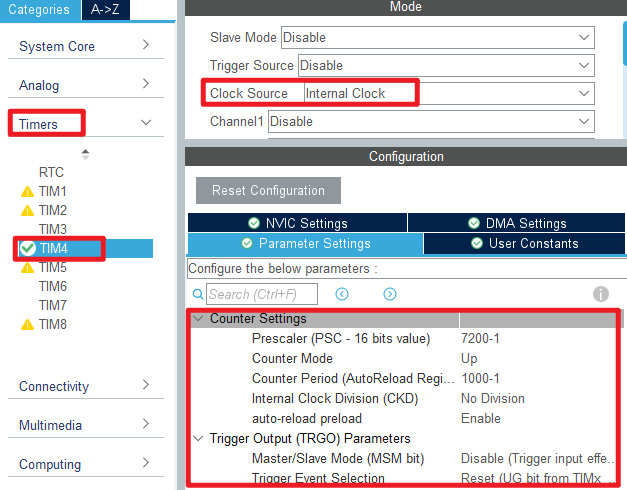 Categories A->Z
System Core
Analog
Timers
RTC
TIM1
TIM2
TIM3
TIM4
TIM5
TIM6
TIM7
TIM8
Connectivity
Multimedia
Computing
Mode
Slave Mode Disable
Trigger Source Disable
Clock Source Internal Clock
Channel1 Disable
Configuration
Reset Configuration
NVIC Settings DMA Settings
Parameter Settings User Constants
Configure the below parameters :
Search (Ctrl+F)
Counter Settings
Prescaler (PSC - 16 bits value) 7200-1
Counter Mode Up
Counter Period (AutoReload Regi... 1000-1
Internal Clock Division (CKD) No Division
auto-reload preload Enable
Trigger Output (TRGO) Parameters
Master/Slave Mode (MSM bit) Disable (Trigger input effe...
Trigger Event Selection Reset (UG bit from TIMx_